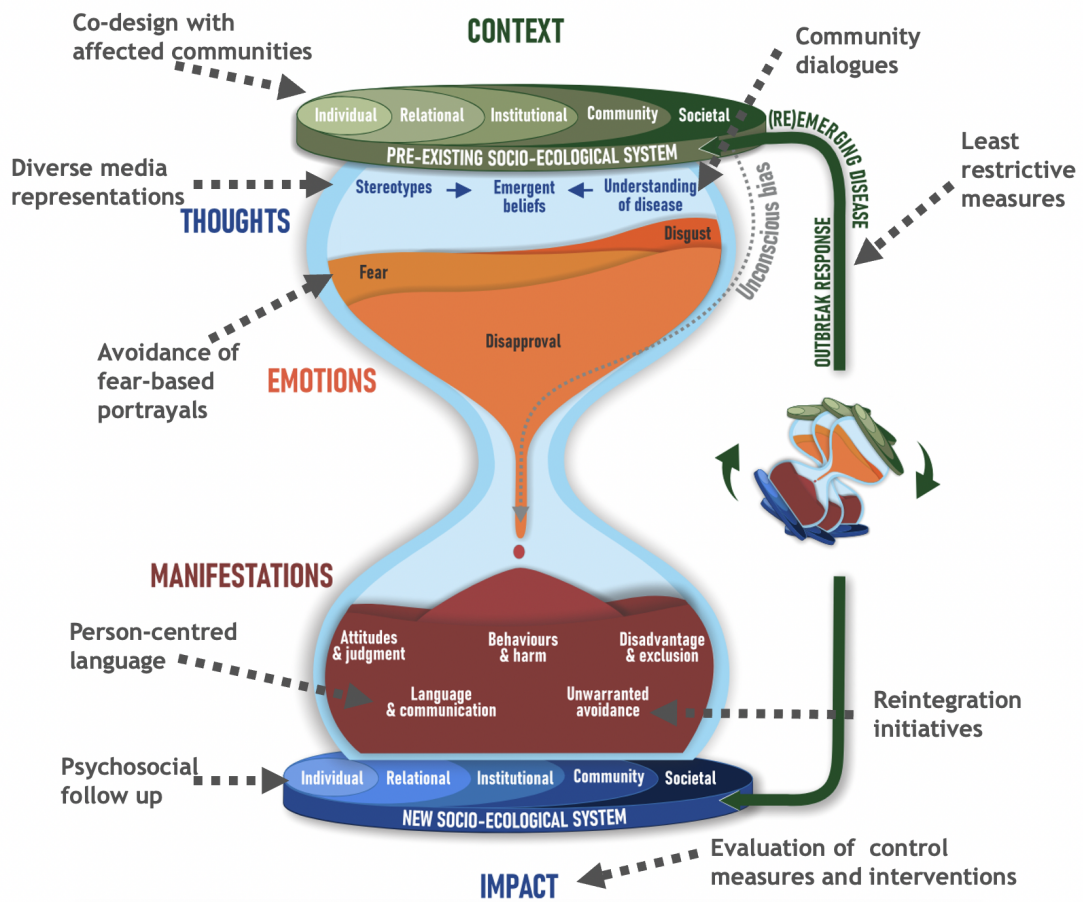 Co-design with
affected communities
CONTEXT
Community
dialogues
Individual
Relational
Institutional
Community
Societal
PRE-EXISTING SOCIO-ECOLOGICAL SYSTEM
(RE)EMERGING DISEASE
OUTBREAK RESPONSE
Least
restrictive
measures
Diverse media
representations
THOUGHTS
Stereotypes
Emergent
beliefs
Understanding
of disease
Unconscious bias
Disgust
Fear
Disapproval
Avoidance of
fear-based
portrayals
EMOTIONS
MANIFESTATIONS
Person-centred
language
Attitudes
& judgment
Behaviours
& harm
Disadvantage
& exclusion
Language
& communication
Unwarranted
avoidance
Reintegration
initiatives
Psychosocial
follow up
Individual
Relational
Institutional
Community
Societal
NEW SOCIO-ECOLOGICAL SYSTEM
IMPACT
Evaluation of control
measures and interventions